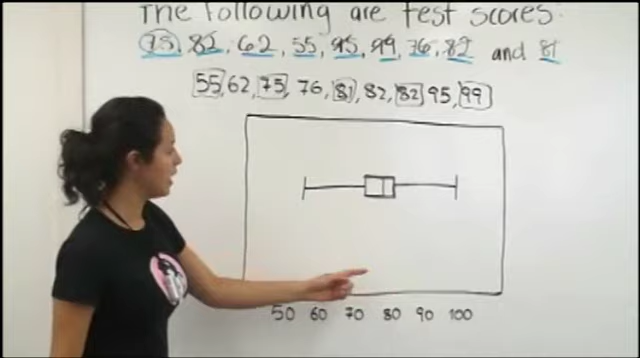 The following are test scores:
75, 82, 62, 55, 95, 99, 76, 82 and 81
55, 62, 75, 76, 81, 82, 82, 95, 99
50 60 70 80 90 100